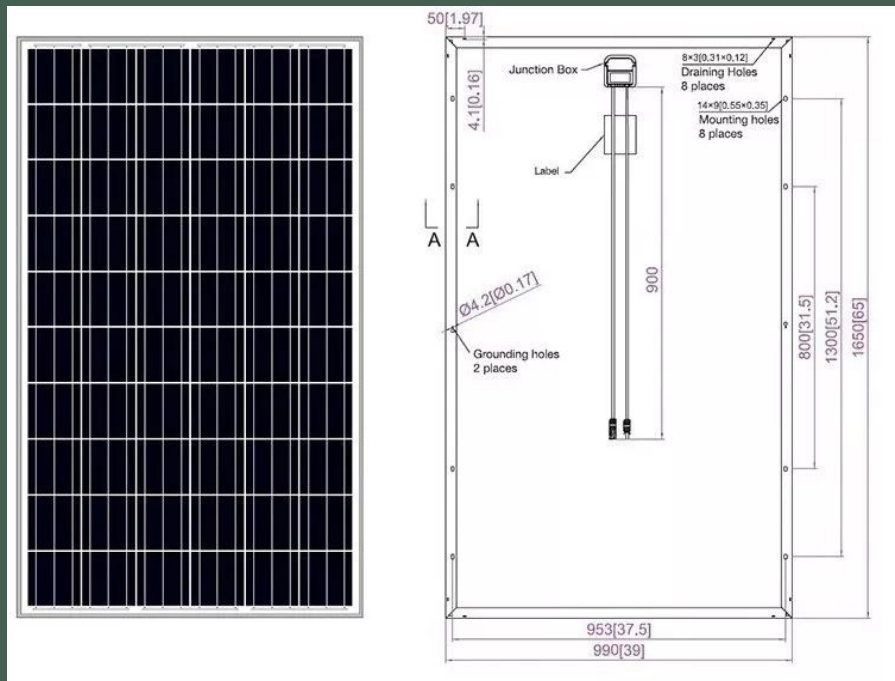 50[1.97]
4.1[0.16]
Junction Box
8×3[0.31×0.12]
Draining Holes
8 places
14×9[0.55×0.35]
Mounting holes
8 places
Label
A A
Ø4.2[Ø0.17]
Grounding holes
2 places
900
800[31.5]
1300[51.2]
1650[65]
953[37.5]
990[39]